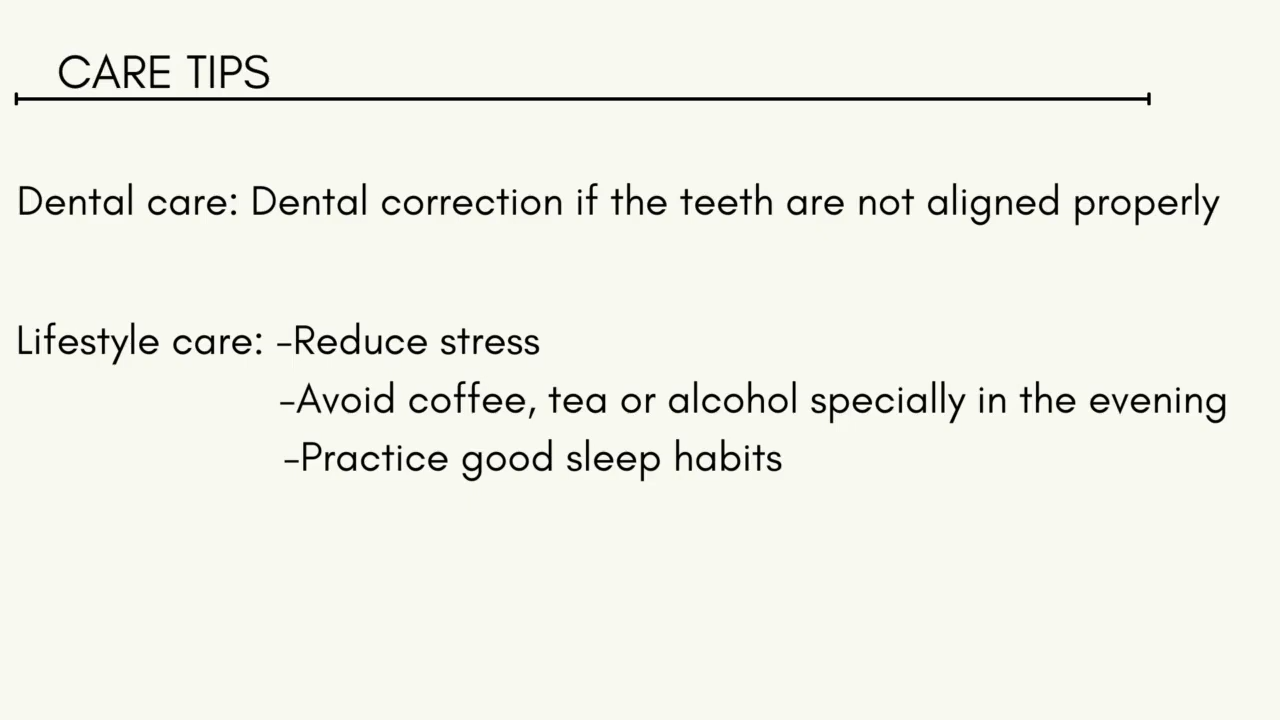 CARE TIPS
Dental care: Dental correction if the teeth are not aligned properly
Lifestyle care: -Reduce stress
-Avoid coffee, tea or alcohol specially in the evening
-Practice good sleep habits